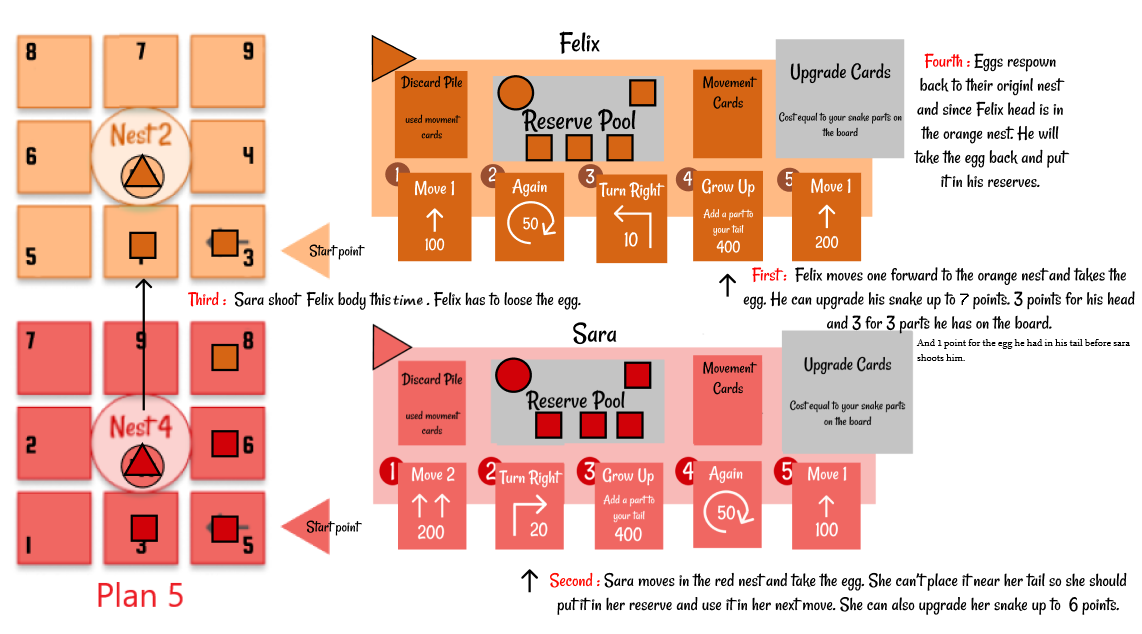 8
7
9
6
Nest 2
4
5
3
Start point
Felix
Discard Pile
used movment
cards
Reserve Pool
Movement
Cards
Upgrade Cards
Cost equal to your snake parts on
the board
1
Move 1
100
2
Again
50
3
Turn Right
10
4
Grow Up
Add a part to
your tail
400
5
Move 1
200
Fourth : Eggs respown
back to their originl nest
and since Felix head is in
the orange nest. He will
take the egg back and put
it in his reserves.
First : Felix moves one forward to the orange nest and takes the
egg. He can upgrade his snake up to 7 points. 3 points for his head
and 3 for 3 parts he has on the board.
And 1 point for the egg he had in his tail before sara
shoots him.
Third : Sara shoot Felix body this time . Felix has to loose the egg.
7
9
8
2
Nest 4
6
1
3
5
Start point
Plan 5
Sara
Discard Pile
used movment
cards
Reserve Pool
Movement
Cards
Upgrade Cards
Cost equal to your snake parts
on the board
1
Move 2
200
2
Turn Right
20
3
Grow Up
Add a part to
your tail
400
4
Again
50
5
Move 1
100
Second : Sara moves in the red nest and take the egg. She can't place it near her tail so she should
put it in her reserve and use it in her next move. She can also upgrade her snake up to 6 points.